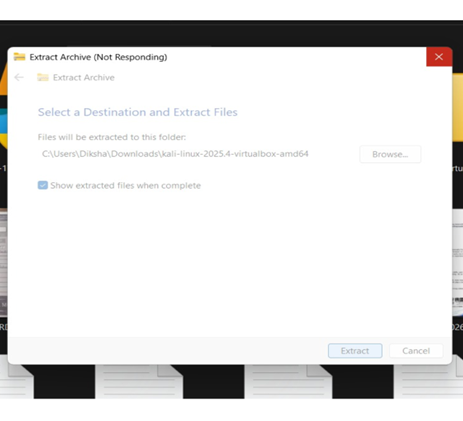 Extract Archive (Not Responding)
Extract Archive
Select a Destination and Extract Files
Files will be extracted to this folder:
C:\Users\Diksha\Downloads\kali-linux-2025.4-virtualbox-amd64
Browse...
Show extracted files when complete
Extract
Cancel